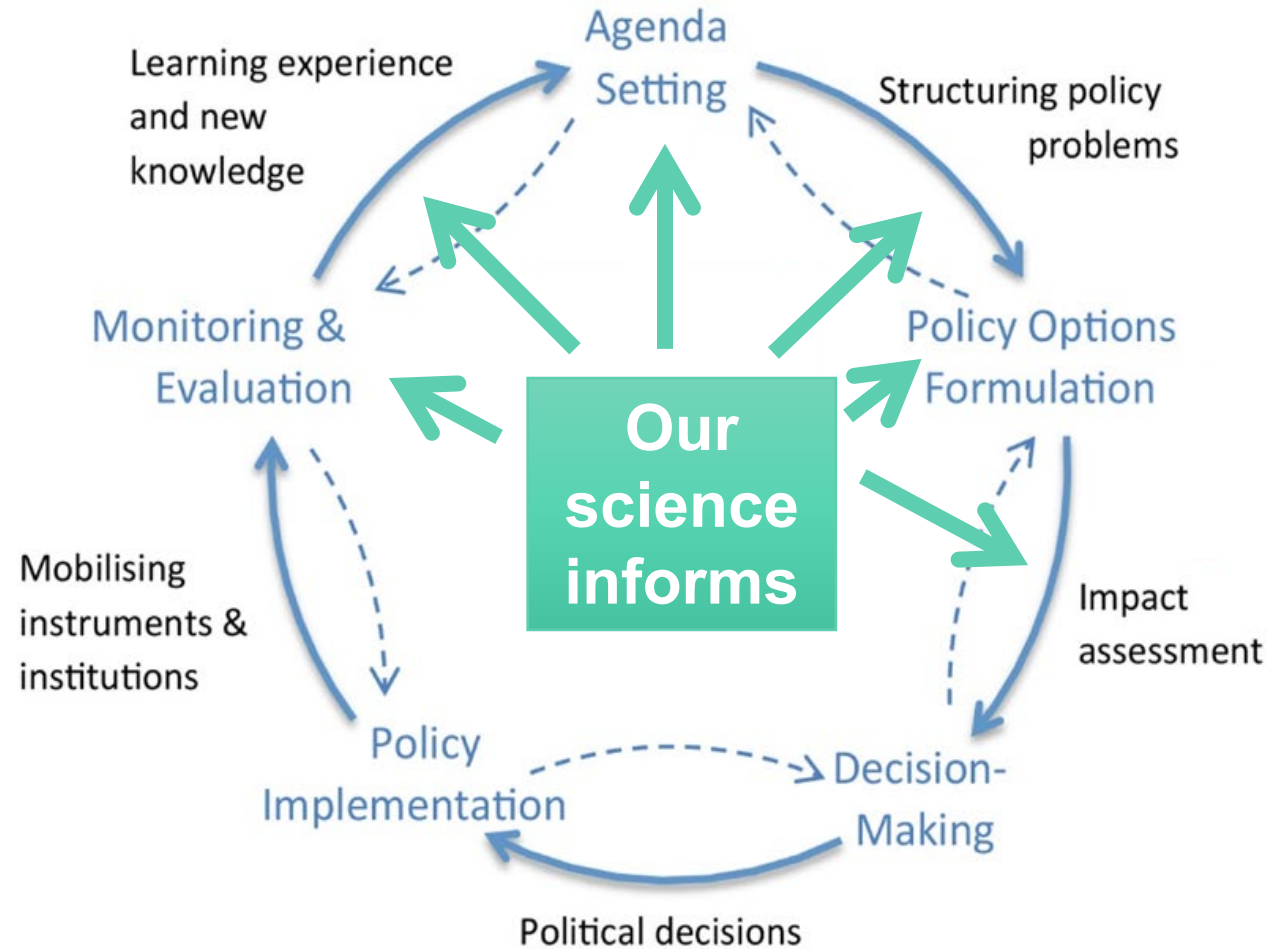 Agenda
Setting
Learning experience
and new
knowledge
Structuring policy
problems
Monitoring &
Evaluation
Policy Options
Formulation
Our
science
informs
Mobilising
instruments &
institutions
Impact
assessment
Policy
Implementation
Decision-
Making
Political decisions